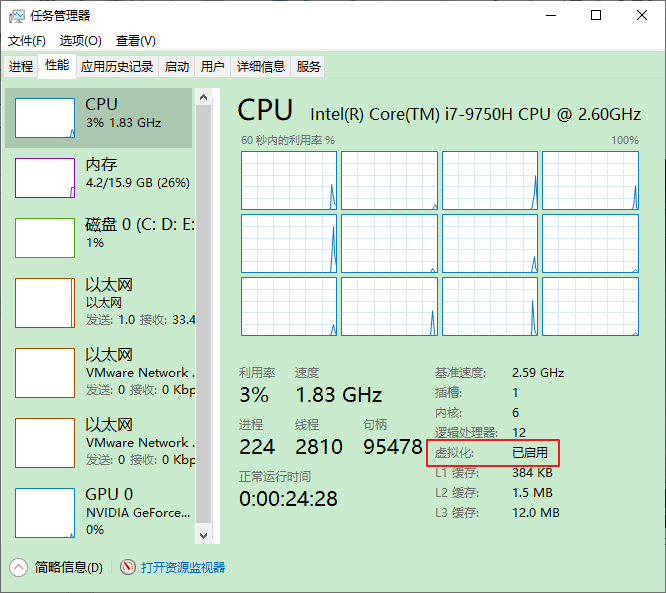 任务管理器
文件(F) 选项(O) 查看(V)
进程 性能 应用历史记录 启动 用户 详细信息 服务
CPU
3% 1.83 GHz
内存
4.2/15.9 GB (26%)
磁盘 0 (C: D: E:
1%
以太网
以太网
发送: 1.0 接收: 33.4
以太网
VMware Network .
发送: 0 接收: 0 Kbp
以太网
VMware Network .
发送: 0 接收: 0 Kbp
GPU 0
NVIDIA GeForce...
0%
CPU Intel(R) Core(TM) i7-9750H CPU @ 2.60GHz
60 秒内的利用率 % 100%
利用率 速度
3% 1.83 GHz
进程 线程 句柄
224 2810 95478
正常运行时间
0:00:24:28
基准速度: 2.59 GHz
插槽: 1
内核: 6
逻辑处理器: 12
虚拟化: 已启用
L1 缓存: 384 KB
L2 缓存: 1.5 MB
L3 缓存: 12.0 MB
简略信息(D) 打开资源监视器